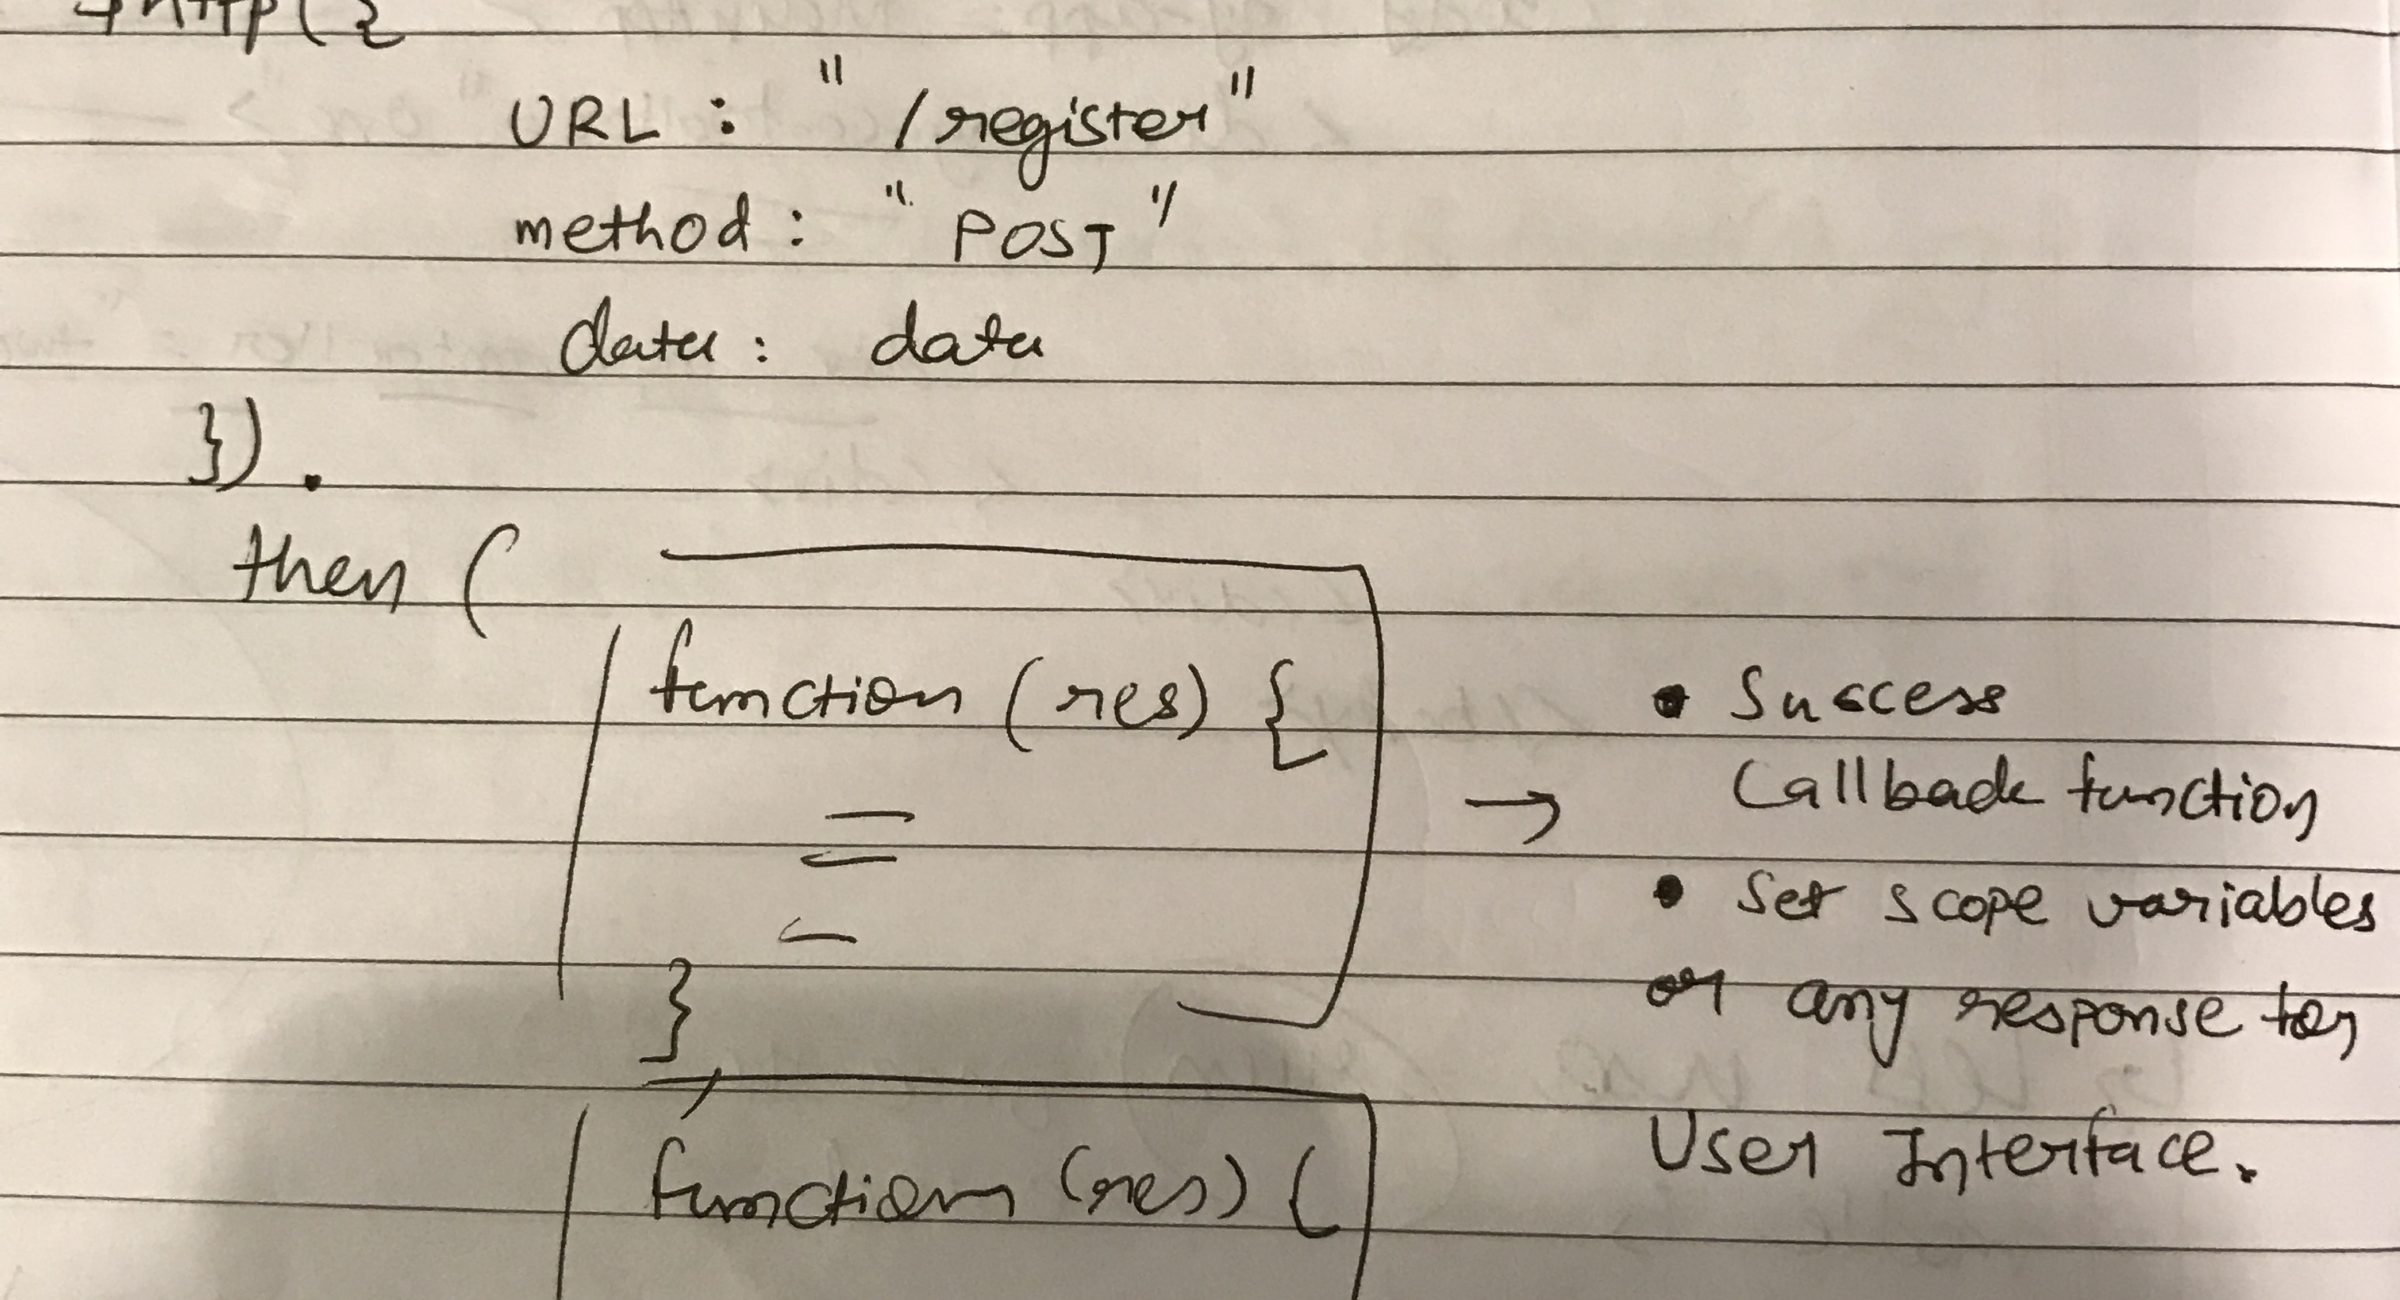 $http({
URL : "/register"
method : "POST"
data : data
}).
then (
function (res) {
}
,
function (res) {
→
• Success
Callback function
• Set scope variables
or any response for
User Interface.